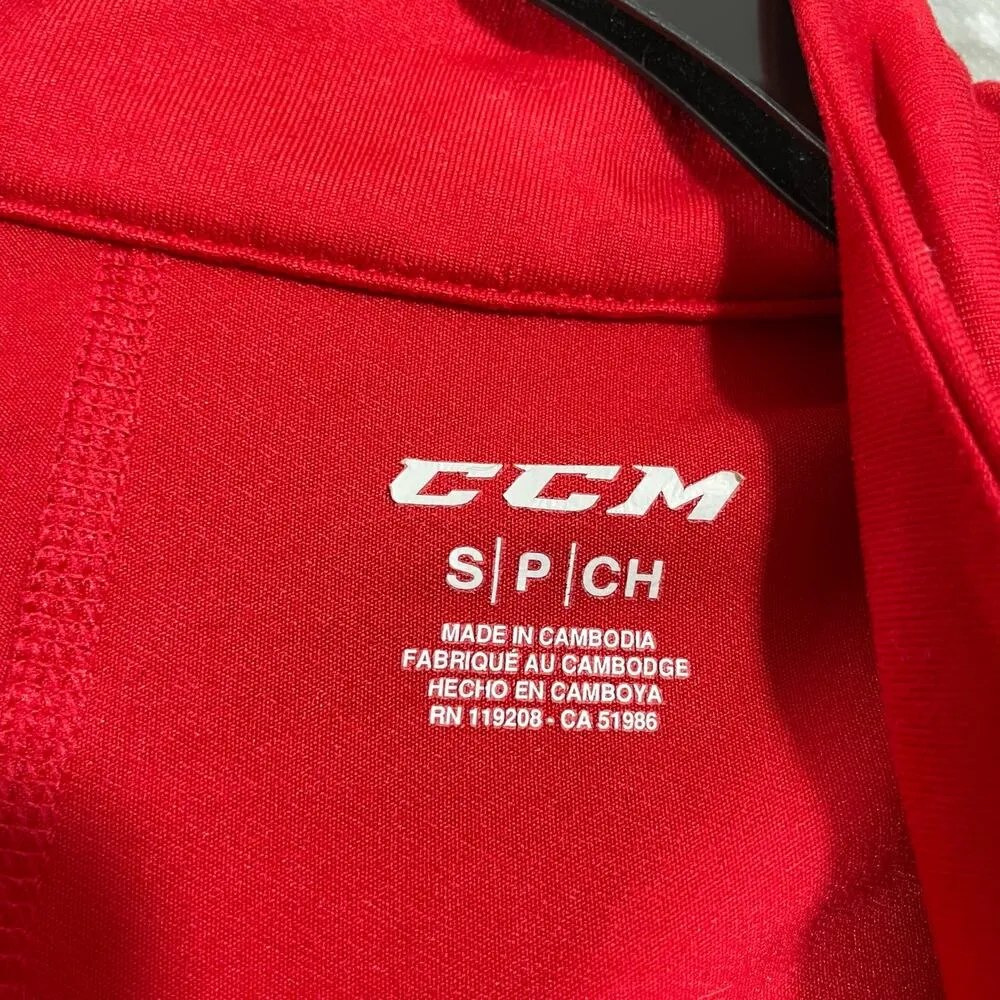 CCM
S|P|CH
MADE IN CAMBODIA
FABRIQUÉ AU CAMBODGE
HECHO EN CAMBOYA
RN 119208 - CA 51986